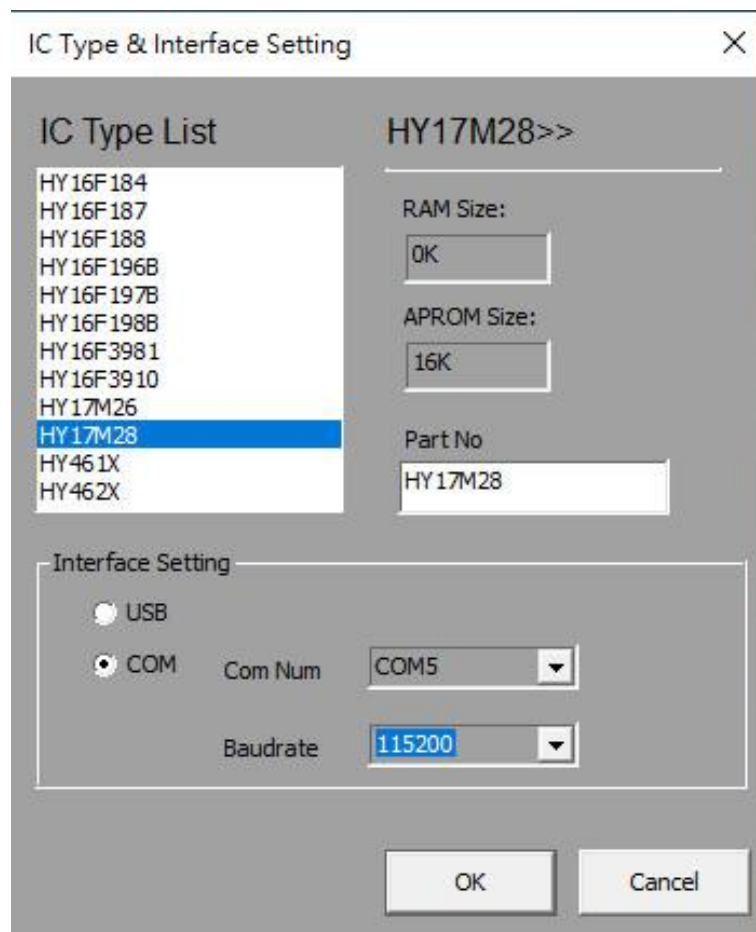 IC Type & Interface Setting
IC Type List
HY16F184
HY16F187
HY16F188
HY16F196B
HY16F197B
HY16F198B
HY16F3981
HY16F3910
HY17M26
HY17M28
HY461X
HY462X
HY17M28>>
RAM Size:
0K
APROM Size:
16K
Part No
HY17M28
Interface Setting
USB
COM Com Num COM5
Baudrate 115200
OK Cancel